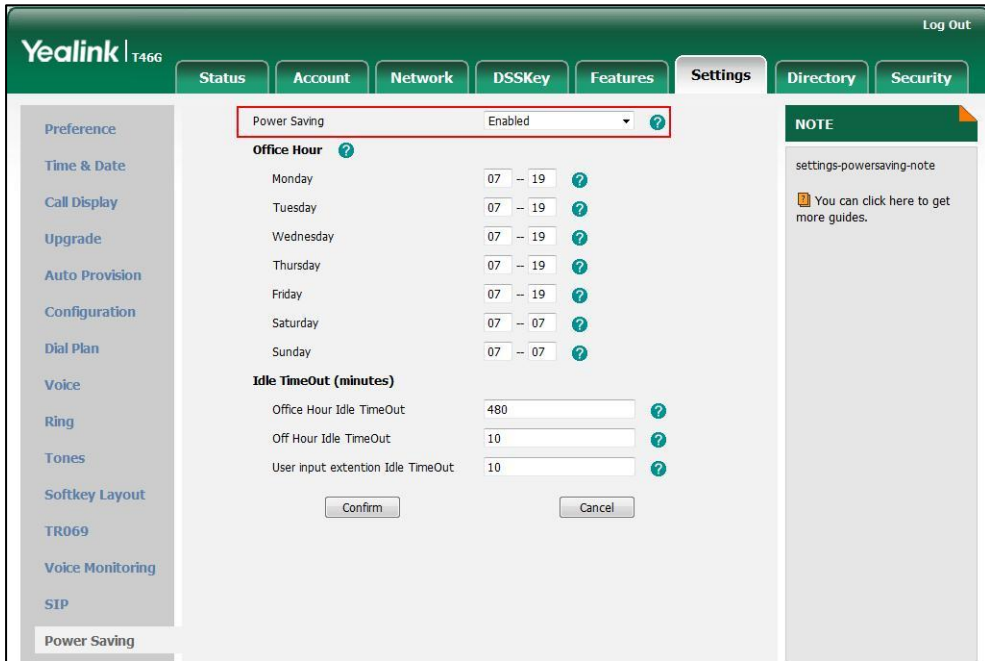 Log Out
Yealink T46G
Status Account Network DSSKey Features Settings Directory Security
Preference
Time & Date
Call Display
Upgrade
Auto Provision
Configuration
Dial Plan
Voice
Ring
Tones
Softkey Layout
TR069
Voice Monitoring
SIP
Power Saving
Power Saving Enabled ?
Office Hour ?
Monday 07 -- 19 ?
Tuesday 07 -- 19 ?
Wednesday 07 -- 19 ?
Thursday 07 -- 19 ?
Friday 07 -- 19 ?
Saturday 07 -- 07 ?
Sunday 07 -- 07 ?
Idle TimeOut (minutes)
Office Hour Idle TimeOut 480 ?
Off Hour Idle TimeOut 10 ?
User input extention Idle TimeOut 10 ?
Confirm Cancel
NOTE
settings-powersaving-note
You can click here to get
more guides.